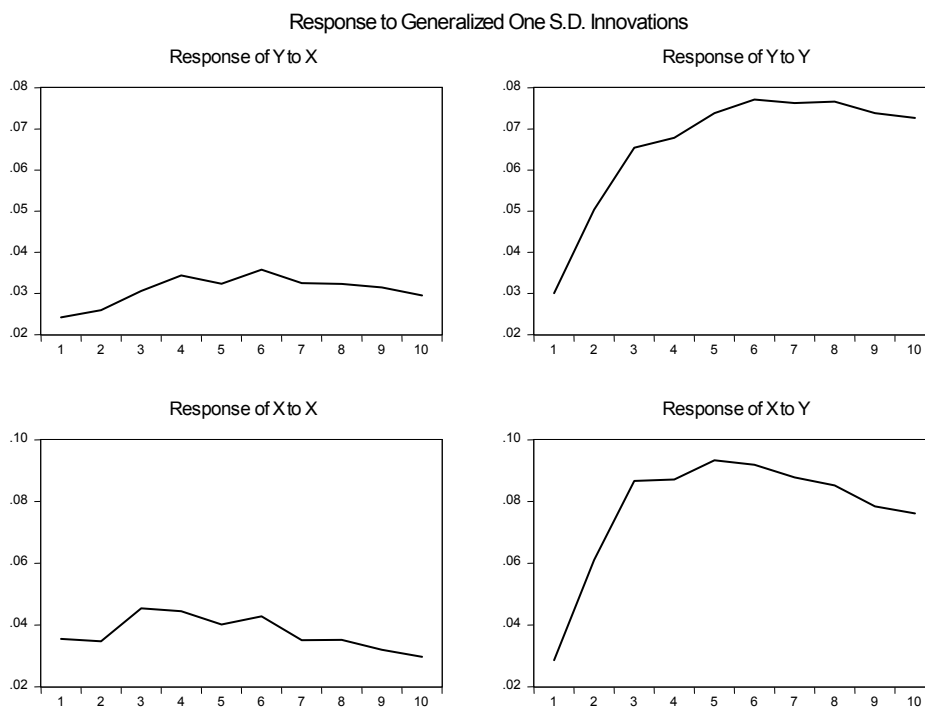 Response to Generalized One S.D. Innovations
Response of Y to X
.08
.07
.06
.05
.04
.03
.02
1 2 3 4 5 6 7 8 9 10
Response of Y to Y
.08
.07
.06
.05
.04
.03
.02
1 2 3 4 5 6 7 8 9 10
Response of X to X
.10
.08
.06
.04
.02
1 2 3 4 5 6 7 8 9 10
Response of X to Y
.10
.08
.06
.04
.02
1 2 3 4 5 6 7 8 9 10